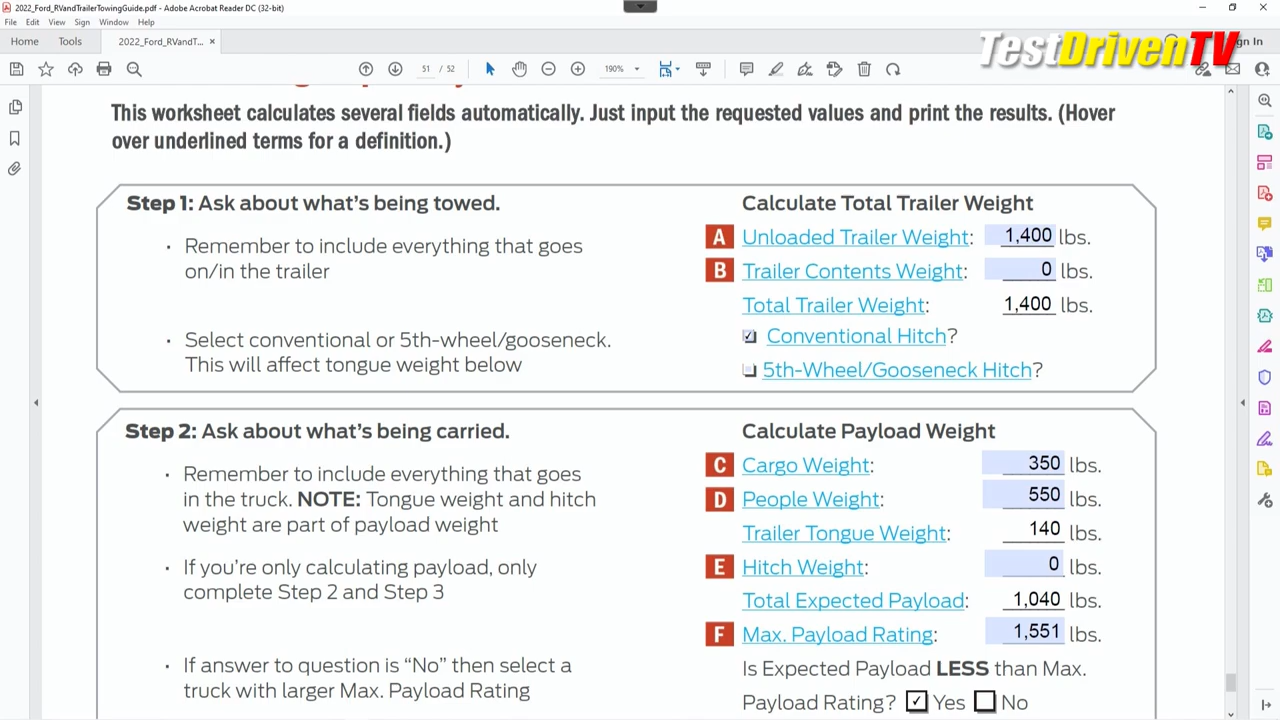 2022_Ford_RVandTrailerTowingGuide.pdf - Adobe Acrobat Reader DC (32-bit)
File Edit View Sign Window Help
Home Tools 2022_Ford_RVandT... × gn In
TestDrivenTV
51 / 52 190%
This worksheet calculates several fields automatically. Just input the requested values and print the results. (Hover
over underlined terms for a definition.)
Step 1: Ask about what's being towed.
· Remember to include everything that goes
on/in the trailer
· Select conventional or 5th-wheel/gooseneck.
This will affect tongue weight below
Calculate Total Trailer Weight
A Unloaded Trailer Weight: 1,400 lbs.
B Trailer Contents Weight: 0 lbs.
Total Trailer Weight: 1,400 lbs.
Conventional Hitch?
5th-Wheel/Gooseneck Hitch?
Step 2: Ask about what's being carried.
· Remember to include everything that goes
in the truck. NOTE: Tongue weight and hitch
weight are part of payload weight
· If you're only calculating payload, only
complete Step 2 and Step 3
· If answer to question is “No” then select a
truck with larger Max. Payload Rating
Calculate Payload Weight
C Cargo Weight: 350 lbs.
D People Weight: 550 lbs.
Trailer Tongue Weight: 140 lbs.
E Hitch Weight: 0 lbs.
Total Expected Payload: 1,040 lbs.
F Max. Payload Rating: 1,551 lbs.
Is Expected Payload LESS than Max.
Payload Rating? Yes No